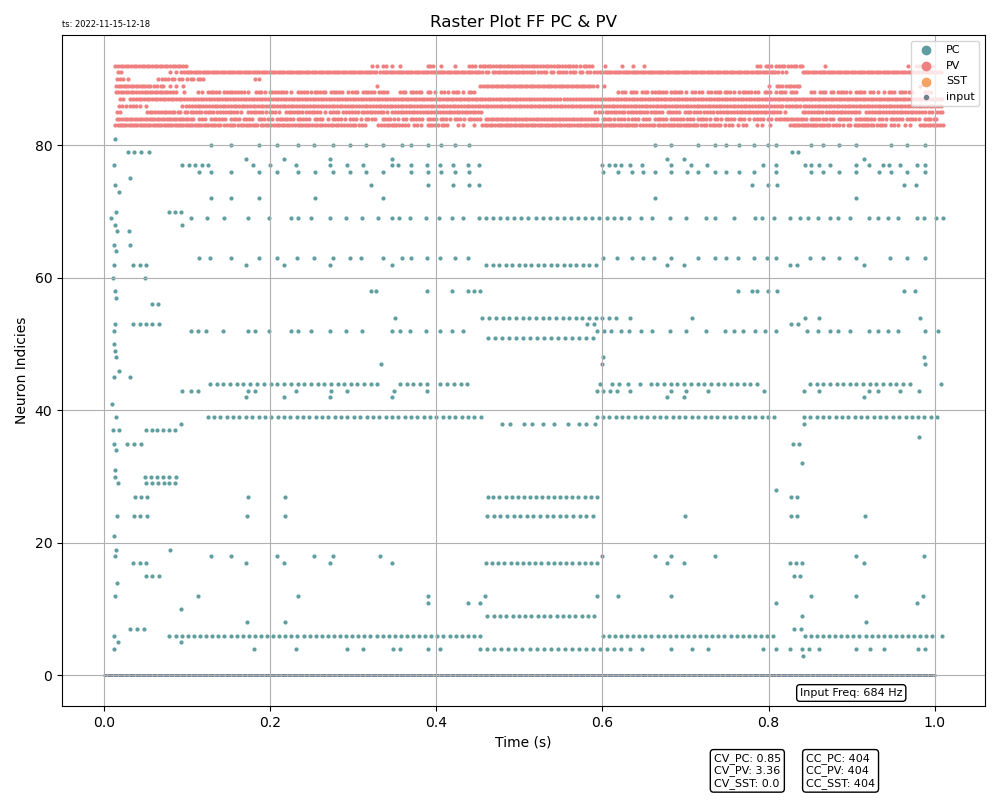 ts: 2022-11-15-12-18
Raster Plot FF PC & PV
PC
PV
SST
input
Neuron Indicies
80
60
40
20
0
0.0 0.2 0.4 0.6 0.8 1.0
Time (s)
Input Freq: 684 Hz
CV_PC: 0.85
CV_PV: 3.36
CV_SST: 0.0
CC_PC: 404
CC_PV: 404
CC_SST: 404